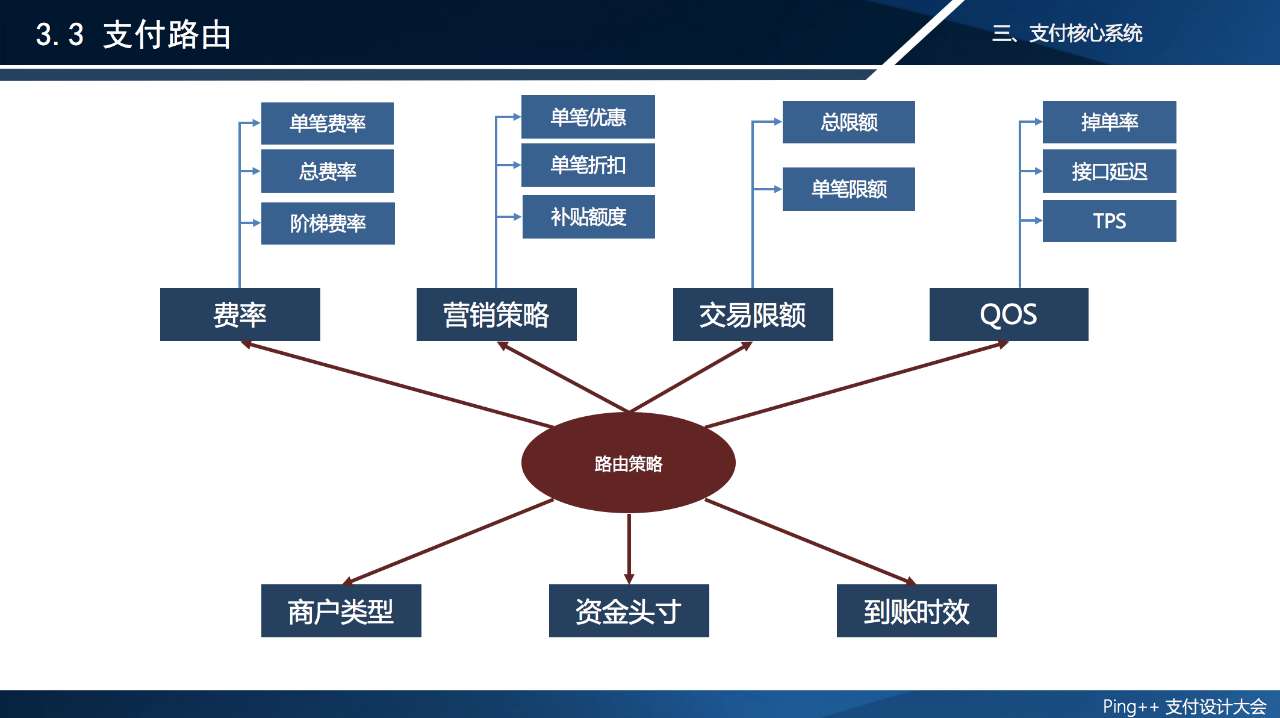 3.3 支付路由
三、支付核心系统
单笔费率
总费率
阶梯费率
单笔优惠
单笔折扣
补贴额度
总限额
单笔限额
掉单率
接口延迟
TPS
费率
营销策略
交易限额
QOS
路由策略
商户类型
资金头寸
到账时效
Ping++ 支付设计大会